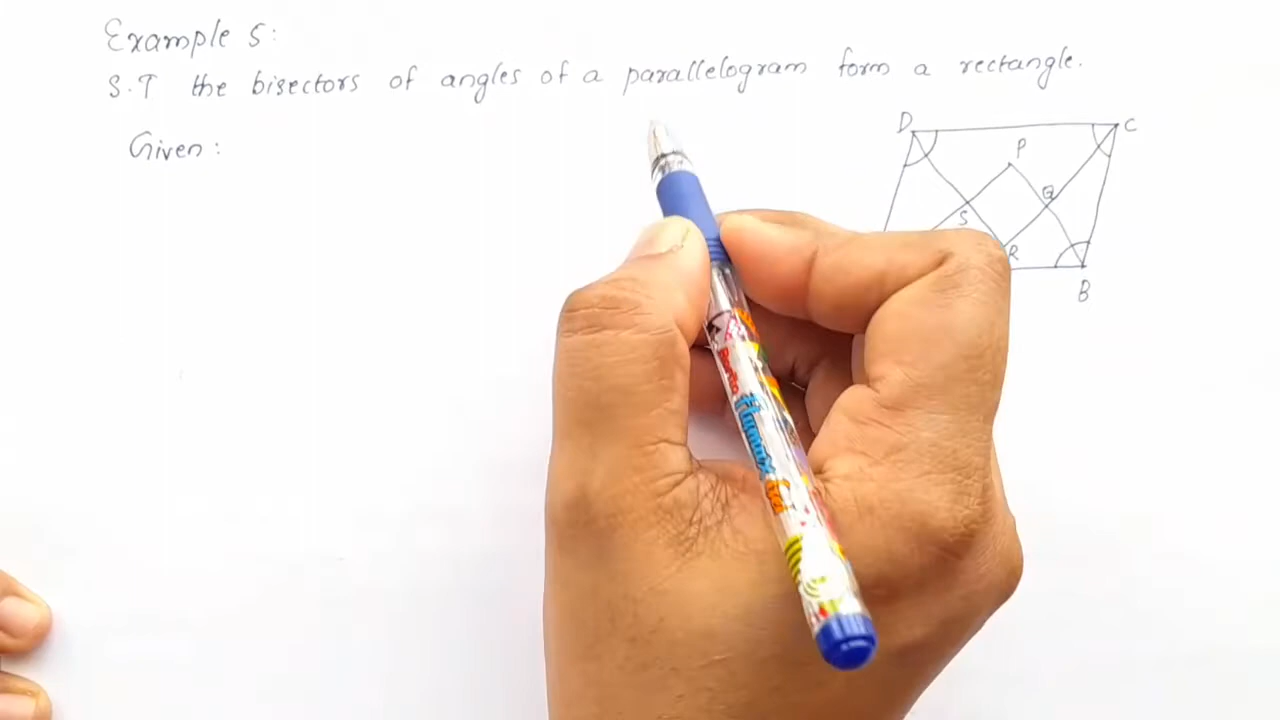 Example 5:
S.T the bisectors of angles of a parallelogram form a rectangle.
Given:
D
C
P
Q
S
R
B